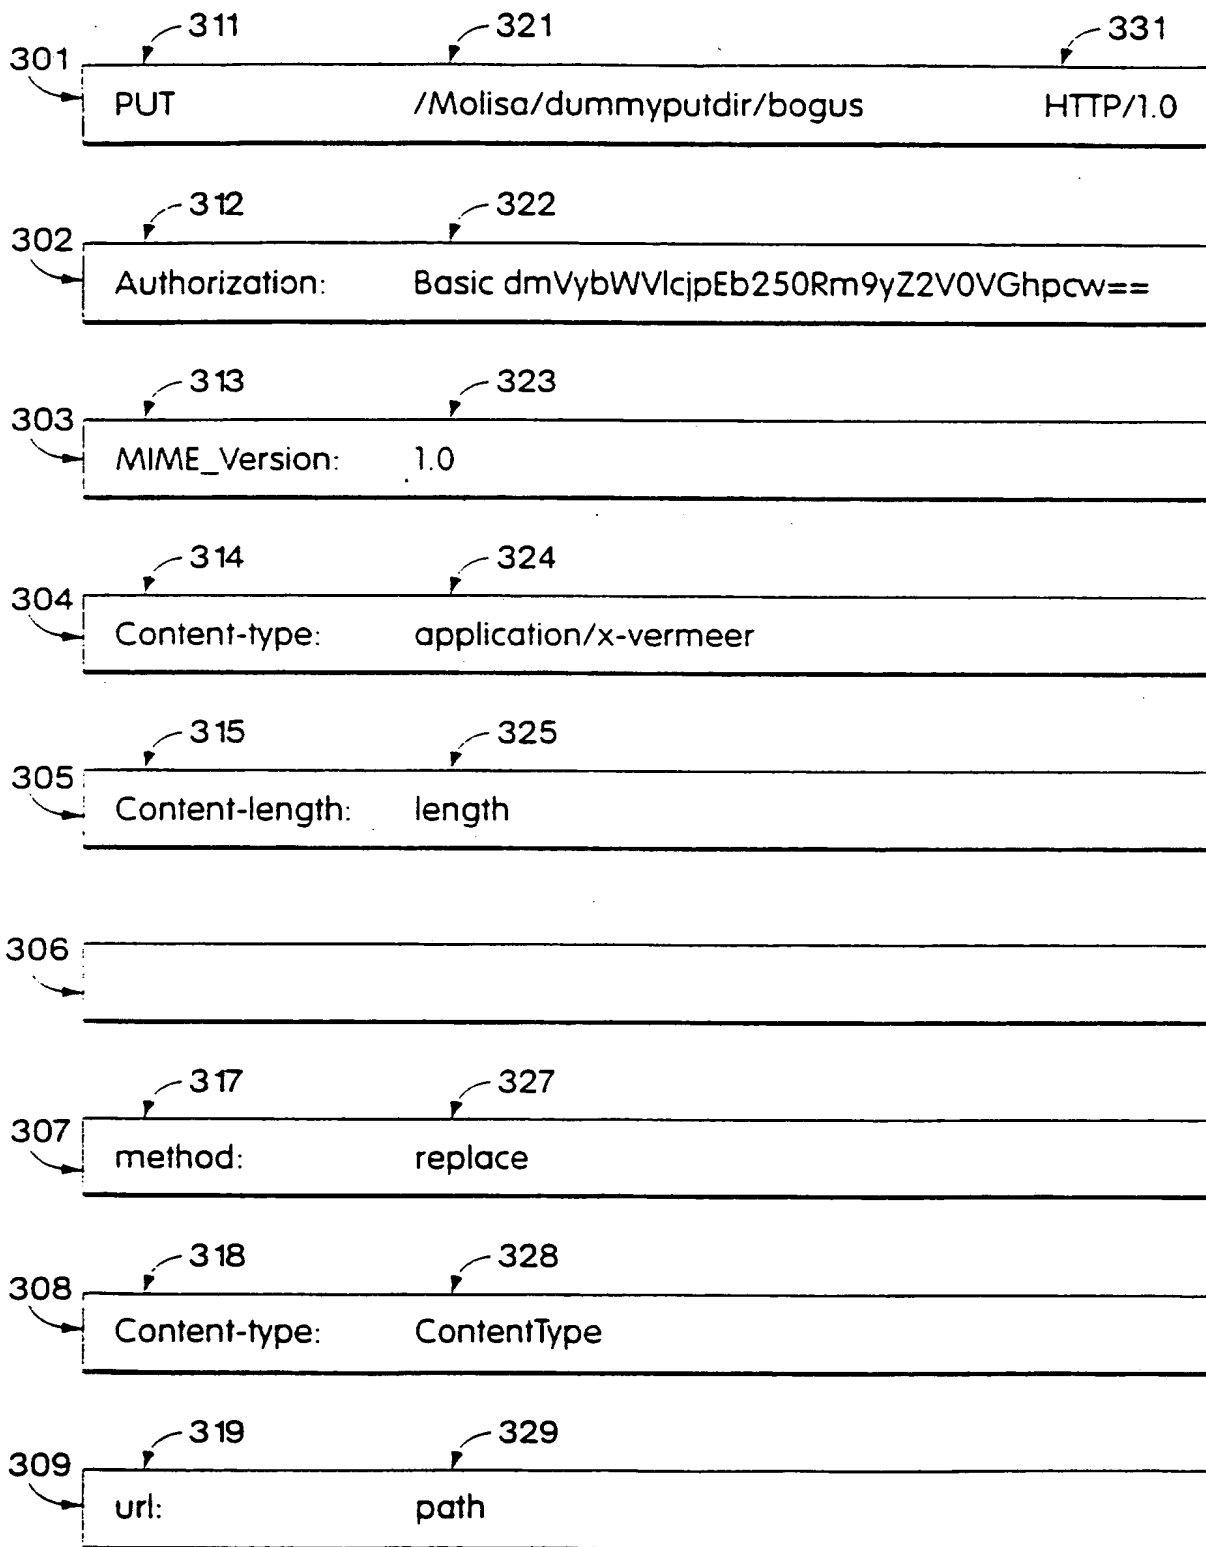 311 321 331
301
PUT /Molisa/dummyputdir/bogus HTTP/1.0
312 322
302
Authorization: Basic dmVybWVlcjpEb250Rm9yZ2V0VGhpcw==
313 323
303
MIME_Version: 1.0
314 324
304
Content-type: application/x-vermeer
315 325
305
Content-length: length
306
317 327
307
method: replace
318 328
308
Content-type: ContentType
319 329
309
url: path